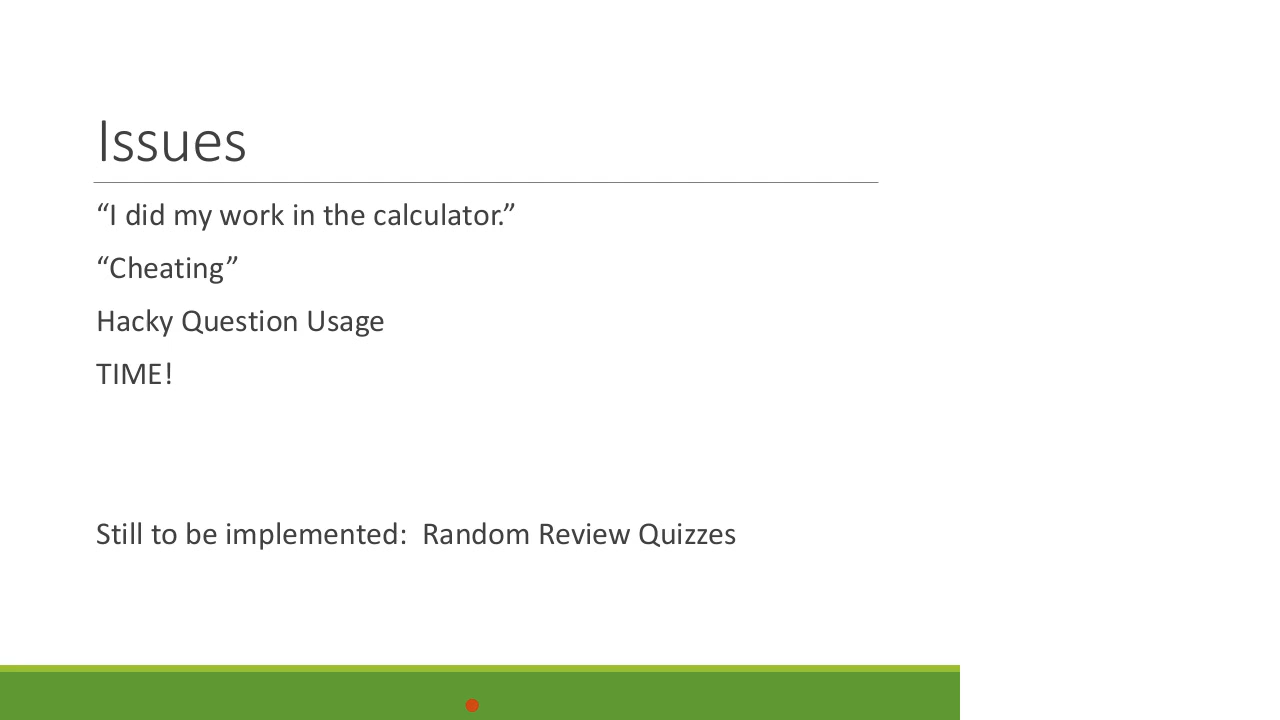 Issues
“I did my work in the calculator.”
“Cheating”
Hacky Question Usage
TIME!
Still to be implemented:  Random Review Quizzes